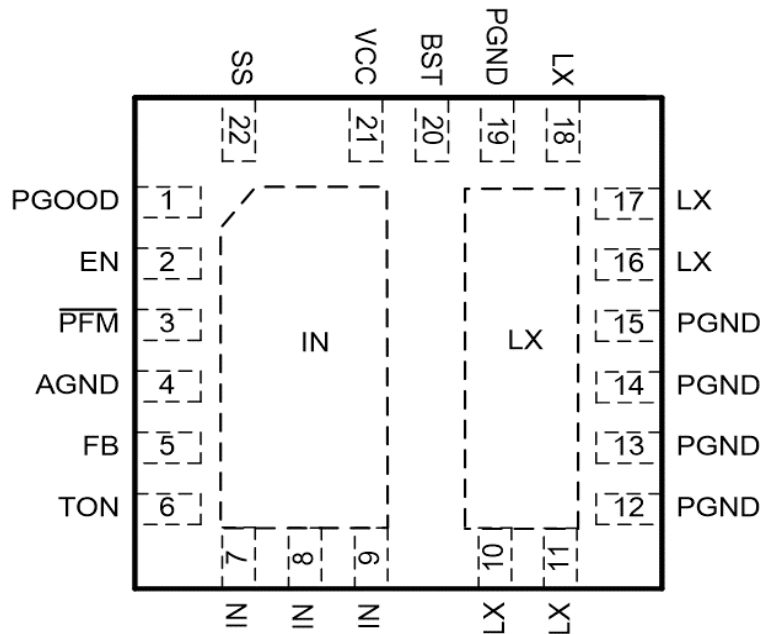 SS
VCC
BST
PGND
LX
22
21
20
19
18
PGOOD 1
17 LX
EN 2
16 LX
PFM 3
15 PGND
IN
LX
AGND 4
14 PGND
FB 5
13 PGND
TON 6
12 PGND
7
8
9
10
11
IN
IN
IN
LX
LX